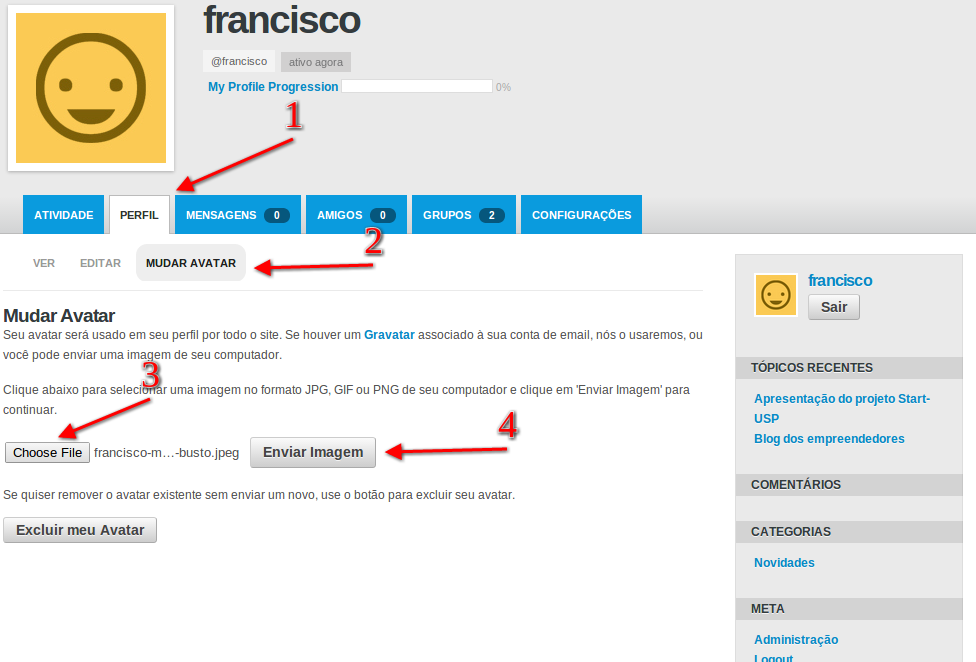 francisco
@francisco ativo agora
My Profile Progression 0%
1
ATIVIDADE PERFIL MENSAGENS 0 AMIGOS 0 GRUPOS 2 CONFIGURAÇÕES
2
VER EDITAR MUDAR AVATAR
Mudar Avatar
Seu avatar será usado em seu perfil por todo o site. Se houver um Gravatar associado à sua conta de email, nós o usaremos, ou
você pode enviar uma imagem de seu computador.
3
Clique abaixo para selecionar uma imagem no formato JPG, GIF ou PNG de seu computador e clique em 'Enviar Imagem' para
continuar.
4
Choose File francisco-m…-busto.jpeg Enviar Imagem
Se quiser remover o avatar existente sem enviar um novo, use o botão para excluir seu avatar.
Excluir meu Avatar
francisco
Sair
TÓPICOS RECENTES
Apresentação do projeto Start-
USP
Blog dos empreendedores
COMENTÁRIOS
CATEGORIAS
Novidades
META
Administração
Logout